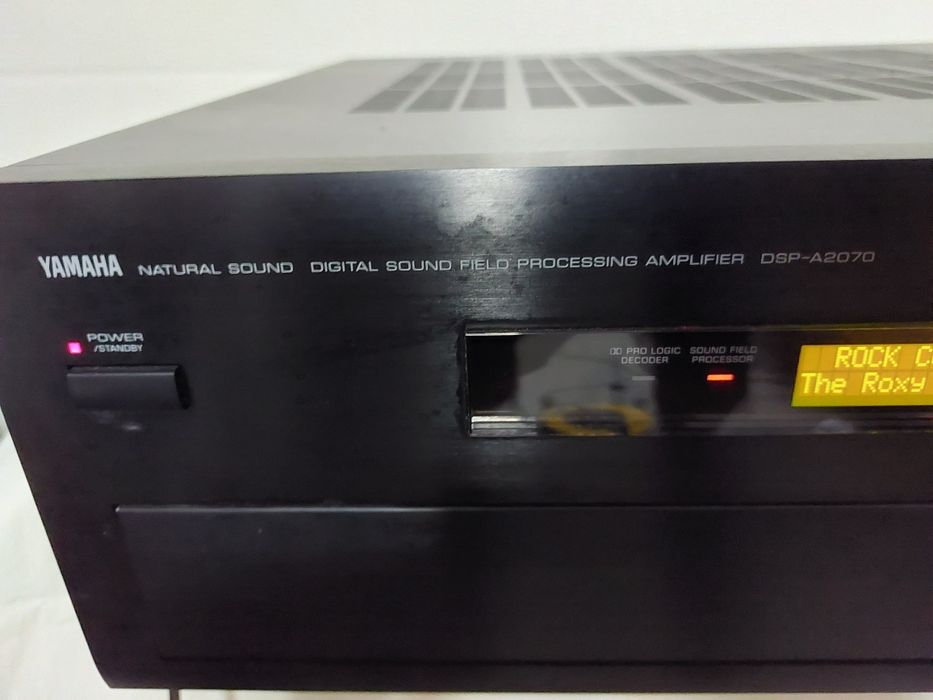 YAMAHA NATURAL SOUND DIGITAL SOUND FIELD PROCESSING AMPLIFIER DSP-A2070
POWER
/STANDBY
PRO LOGIC
DECODER
SOUND FIELD
PROCESSOR
ROCK
The Roxy